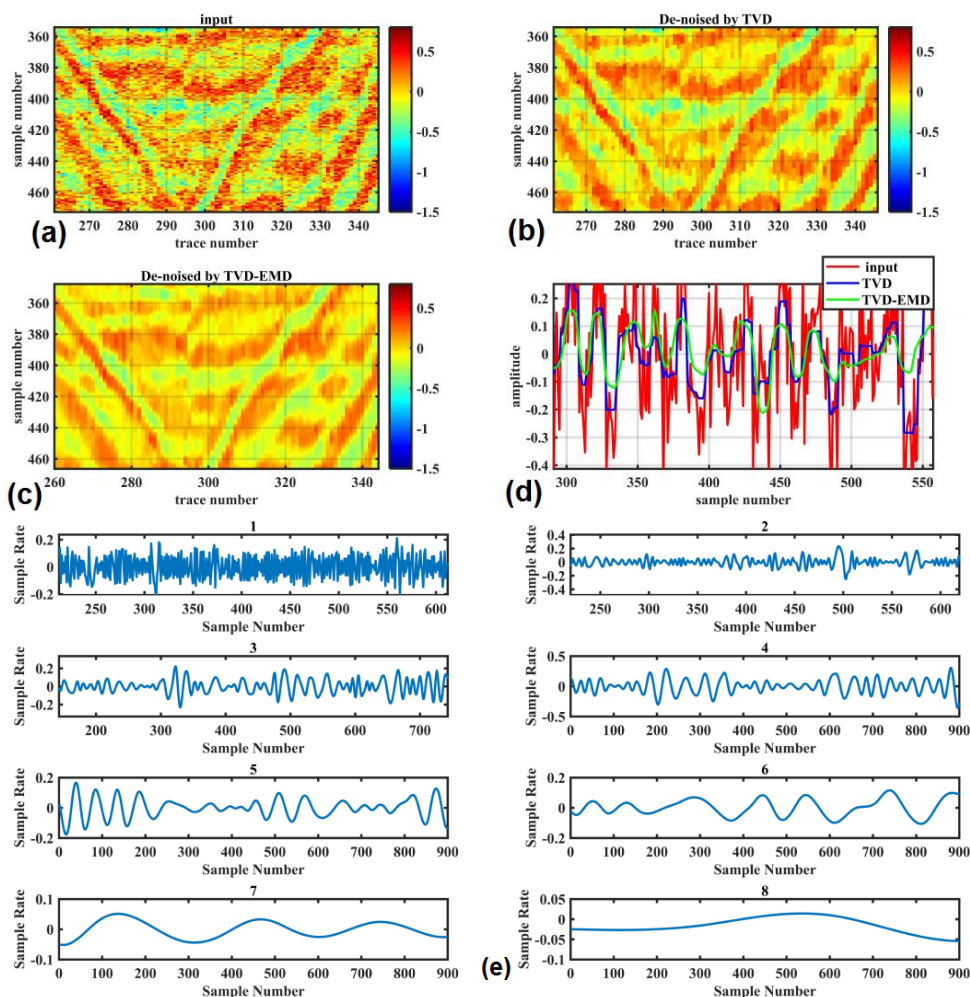 input
De-noised by TVD
360
380
400
420
440
460
sample number
270 280 290 300 310 320 330 340
trace number
0.5
0
-0.5
-1
-1.5
(a)
360
380
400
420
440
460
sample number
270 280 290 300 310 320 330 340
trace number
0.5
0
-0.5
-1
-1.5
(b)
De-noised by TVD-EMD
360
380
400
420
440
460
sample number
260 270 280 290 300 310 320 330 340
trace number
0.5
0
-0.5
-1
-1.5
(c)
input
TVD
TVD-EMD
0.2
0.1
0
-0.1
-0.2
-0.3
-0.4
amplitude
300 350 400 450 500 550
sample number
(d)
1
Sample Rate
0.2
0
-0.2
250 300 350 400 450 500 550 600
Sample Number
2
Sample Rate
0.4
0.2
0
-0.2
-0.4
250 300 350 400 450 500 550 600
Sample Number
3
Sample Rate
0.2
0
-0.2
200 300 400 500 600 700
Sample Number
4
Sample Rate
0.5
0
-0.5
0 100 200 300 400 500 600 700 800 900
Sample Number
5
Sample Rate
0.2
0
-0.2
0 100 200 300 400 500 600 700 800 900
Sample Number
6
Sample Rate
0.2
0
-0.2
0 100 200 300 400 500 600 700 800 900
Sample Number
7
Sample Rate
0.1
0
-0.1
0 100 200 300 400 500 600 700 800 900
Sample Number
8
Sample Rate
0.05
0
-0.05
-0.1
0 100 200 300 400 500 600 700 800 900
Sample Number
(e)